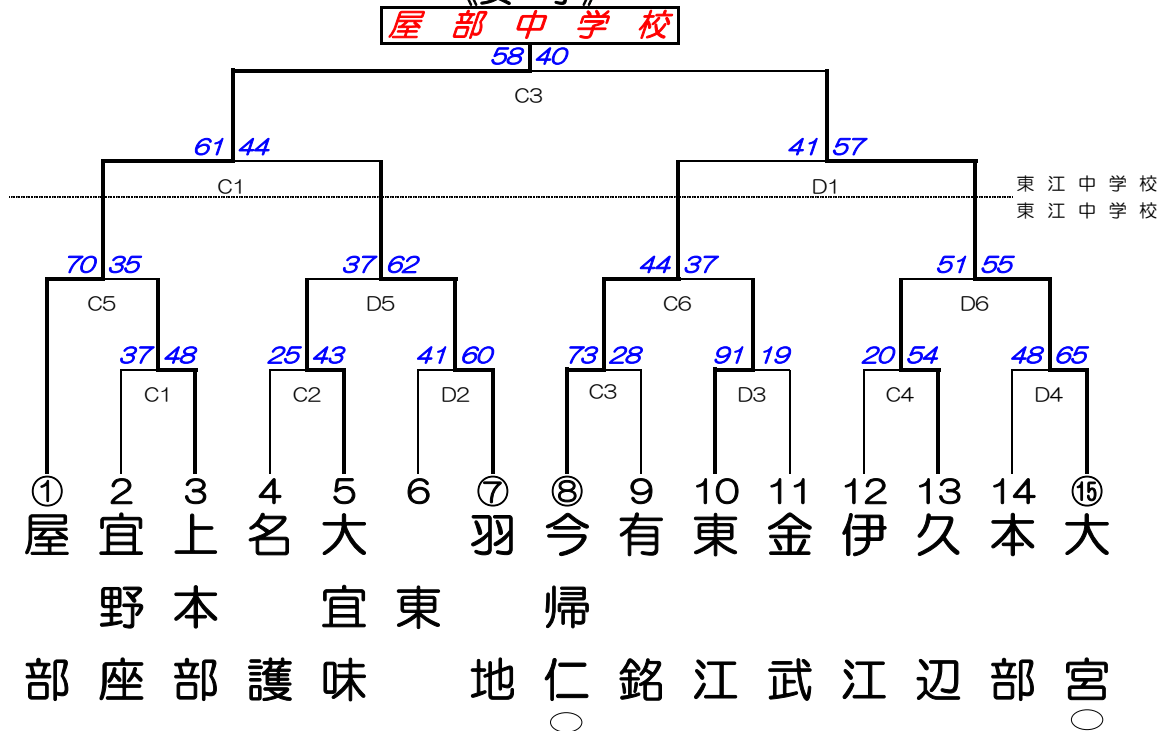 屋部中学校
58 40
C3
61 44 41 57
C1 D1 東江中学校
東江中学校
70 35 37 62 44 37 51 55
C5 D5 C6 D6
37 48 25 43 41 60 73 28 91 19 20 54 48 65
C1 C2 D2 C3 D3 C4 D4
① 2 3 4 5 6 ⑦ ⑧ 9 10 11 12 13 14 ⑮
屋部
宜野座
上本部
名護
大宜味
東
羽地
今帰仁
有銘
東江
金武
伊江
久辺
本部
大宮